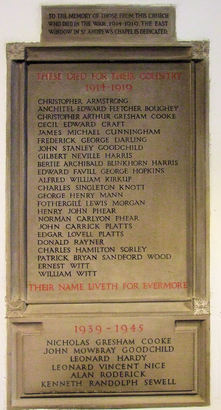 TO THE MEMORY OF THOSE FROM THIS CHURCH
WHO DIED IN THE WAR, 1914-1919, THE EAST
WINDOW IN ST ANDREWS CHAPEL IS DEDICATED.
THESE DIED FOR THEIR COUNTRY
1914-1919
CHRISTOPHER ARMSTRONG
ANCHITEL EDWARD FLETCHER BOUGHEY
CHRISTOPHER ARTHUR GRESHAM COOKE
CECIL EDWARD CRAFT
JAMES MICHAEL CUNNINGHAM
FREDERICK GEORGE DARLING
JOHN STANLEY GOODCHILD
GILBERT NEVILLE HARRIS
BERTIE ARCHIBALD BLINKHORN HARRIS
EDWARD FAVILL GEORGE HOPKINS
ALFRED WILLIAM KIRKUP
CHARLES SINGLETON KNOTT
GEORGE HENRY MANN
FOTHERGILL LEWIS MORGAN
HENRY JOHN PHEAR
NORMAN CARLYON PHEAR
JOHN CARRICK PLATTS
EDGAR LOVELL PLATTS
DONALD RAYNER
CHARLES HAMILTON SORLEY
PATRICK BRYAN SANDFORD WOOD
ERNEST WITT
WILLIAM WITT
THEIR NAME LIVETH FOR EVERMORE
1939-1945
NICHOLAS GRESHAM COOKE
JOHN MOWBRAY GOODCHILD
LEONARD HARDY
LEONARD VINCENT NICE
ALAN RODERICK
KENNETH RANDOLPH SEWELL